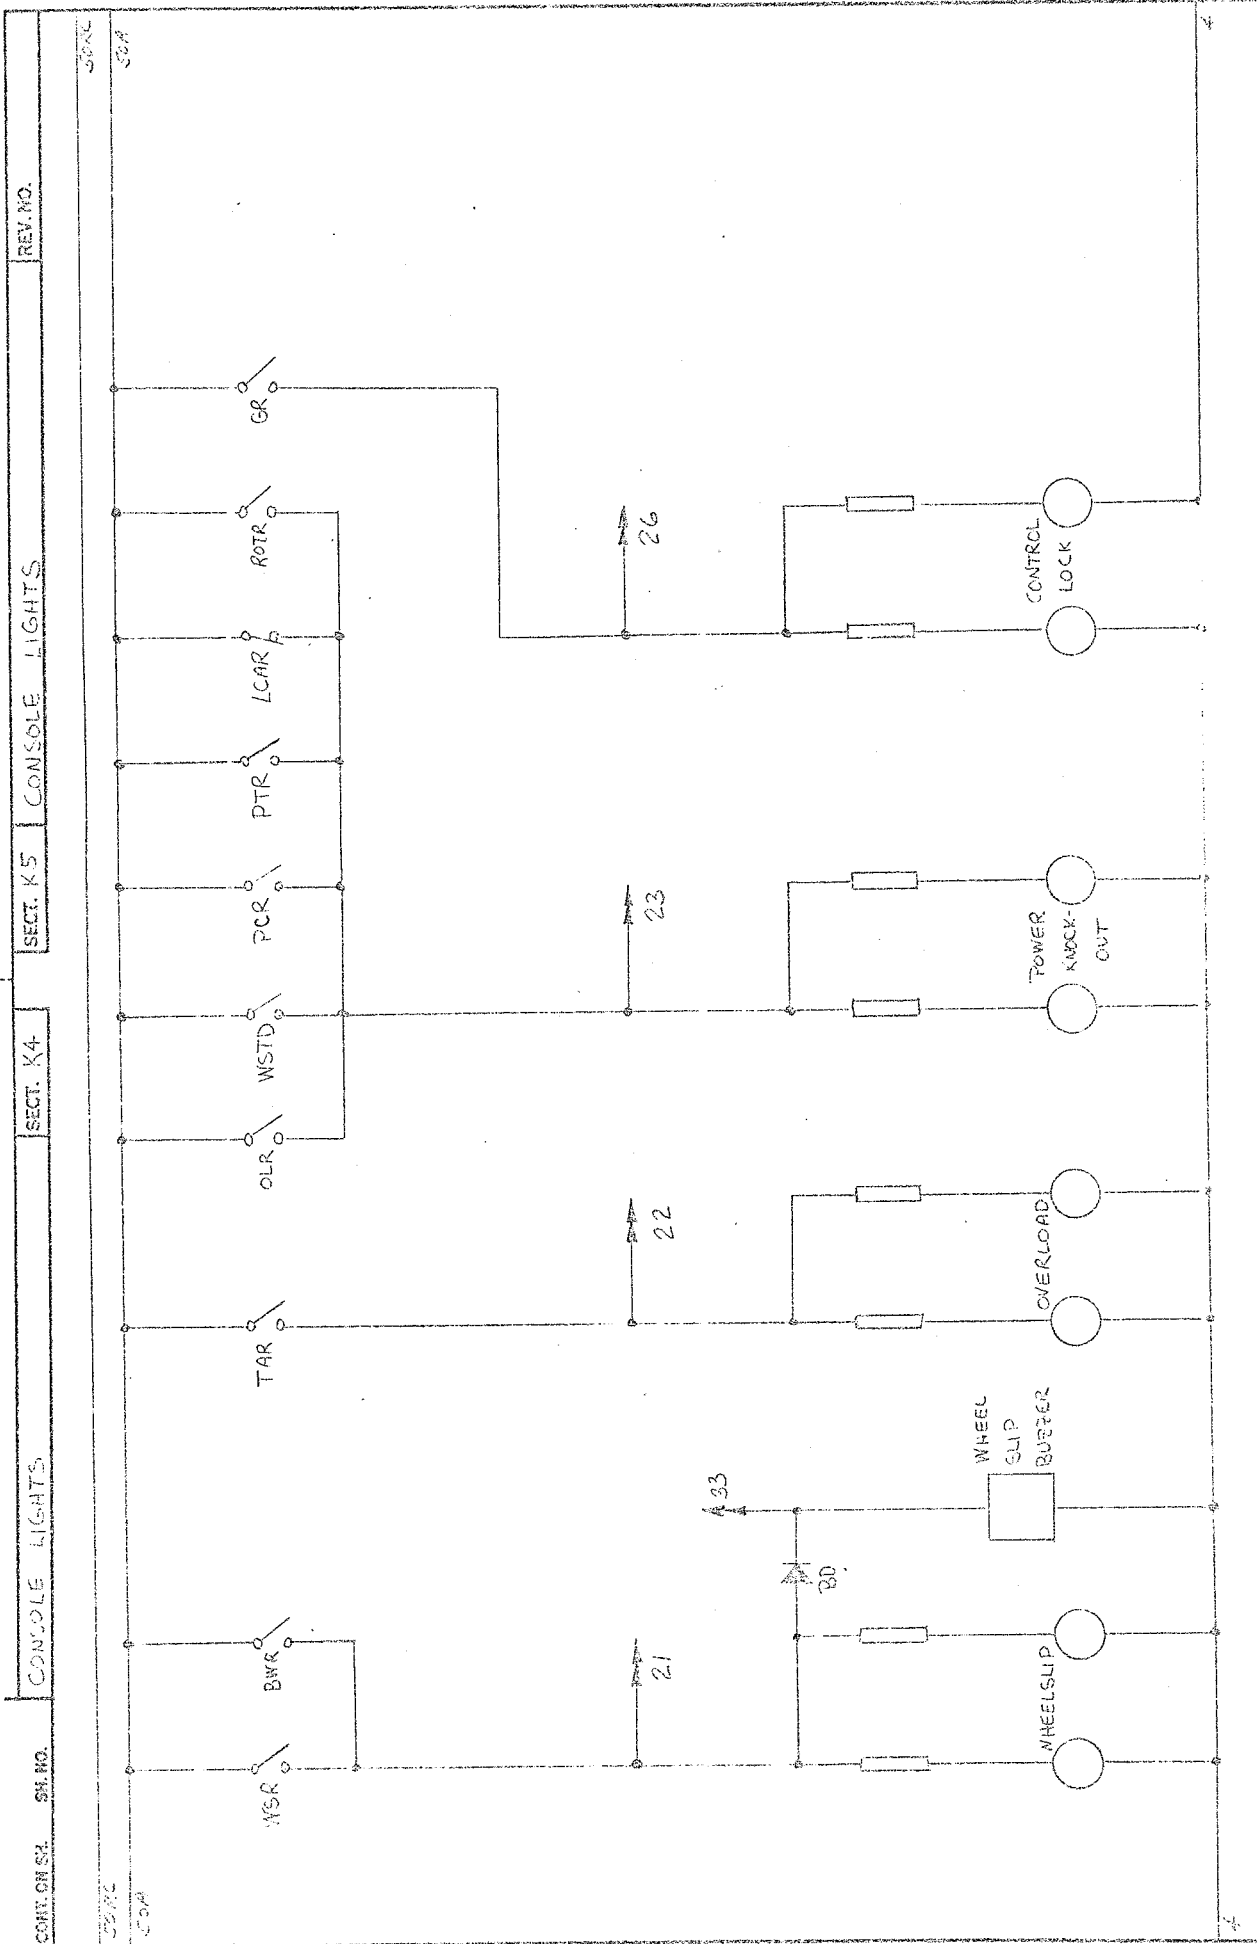 CONT. ON SH. SH. NO.
CONSOLE LIGHTS
SECT. K4
SECT. K5
CONSOLE LIGHTS
REV. NO.
50A
WSR
BWR
TAR
OLR
WSTD
PCR
PTR
LCAR
ROTR
GR
21
33
22
23
26
BD.
WHEELSLIP
WHEEL
SLIP
BUZZER
OVERLOAD
POWER
KNOCK-
OUT
CONTROL
LOCK